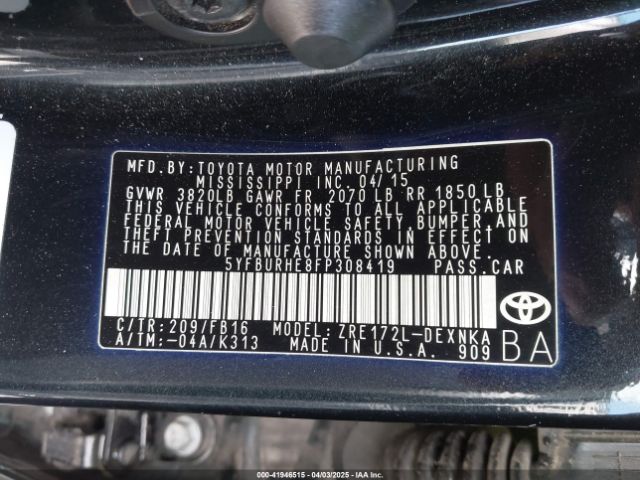 MFD.BY:TOYOTA MOTOR MANUFACTURING
MISSISSIPPI INC.04/15
GVWR 3820LB GAWR FR 2070 LB RR 1850 LB
THIS VEHICLE CONFORMS TO ALL APPLICABLE
FEDERAL MOTOR VEHICLE SAFETY,BUMPER AND
THEFT PREVENTION STANDARDS IN EFFECT ON
THE DATE OF MANUFACTURE SHOWN ABOVE.
5YFBURHE8FP308419 PASS.CAR
C/TR:209/FB16 MODEL:ZRE172L-DEXNKA
A/TM:-04A/K313 MADE IN U.S.A. 909
BA
000-41946515 - 04/03/2025 - IAA Inc.